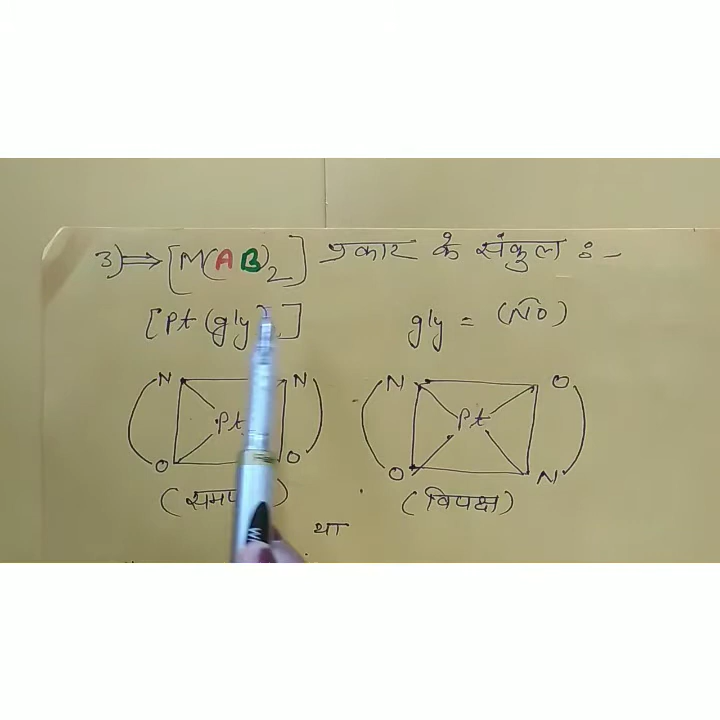 3) ⇒ [M(AB)2] प्रकार के संकुल :-
[Pt(gly)2] gly = (NO)
N N N O
Pt Pt
O O O N
(विपक्ष)
था